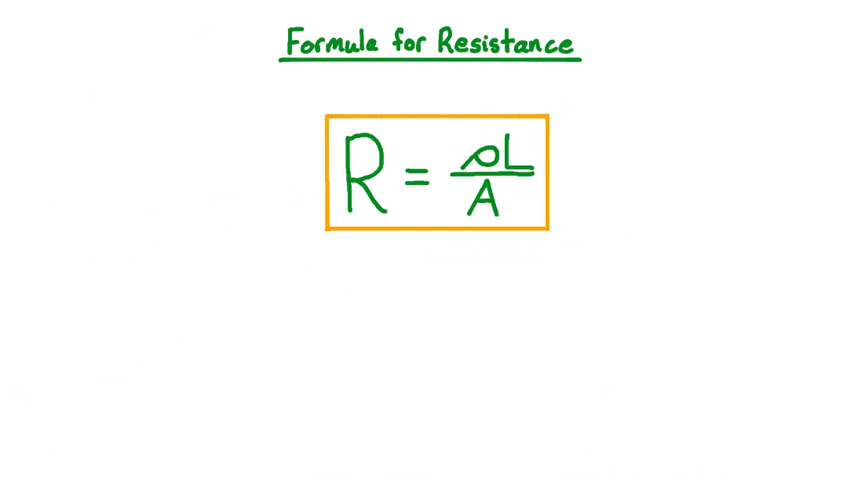 Formula for Resistance
R = ρL/A